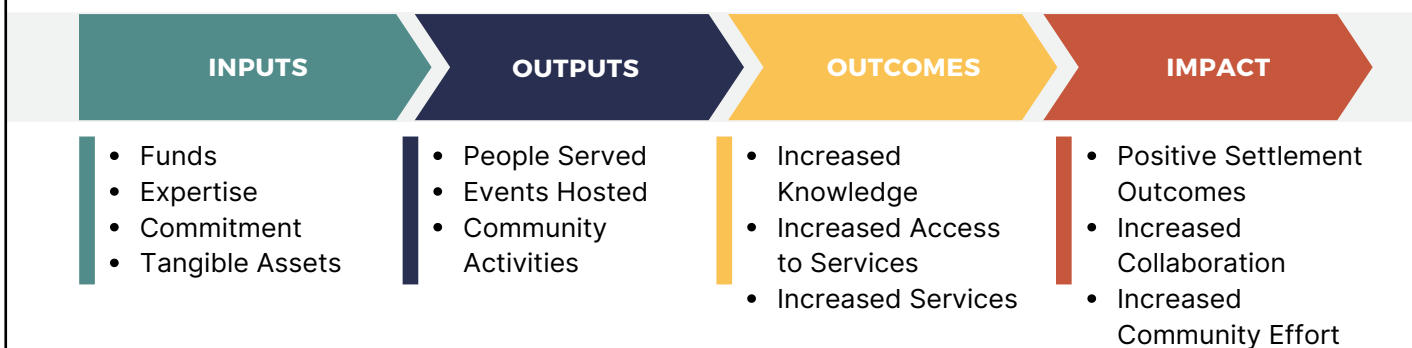 INPUTS
OUTPUTS
OUTCOMES
IMPACT
• Funds
• Expertise
• Commitment
• Tangible Assets
• People Served
• Events Hosted
• Community
Activities
• Increased
Knowledge
• Increased Access
to Services
• Increased Services
• Positive Settlement
Outcomes
• Increased
Collaboration
• Increased
Community Effort